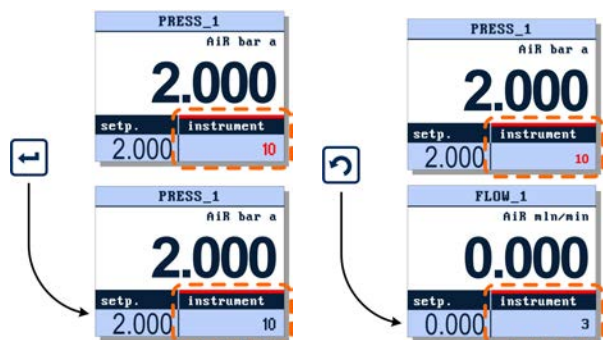 PRESS_1
AiR bar a
2.000
setp. instrument
2.000 10
PRESS_1
AiR bar a
2.000
setp. instrument
2.000 10
PRESS_1
AiR bar a
2.000
setp. instrument
2.000 10
FLOW_1
AiR mln/min
0.000
setp. instrument
0.000 3